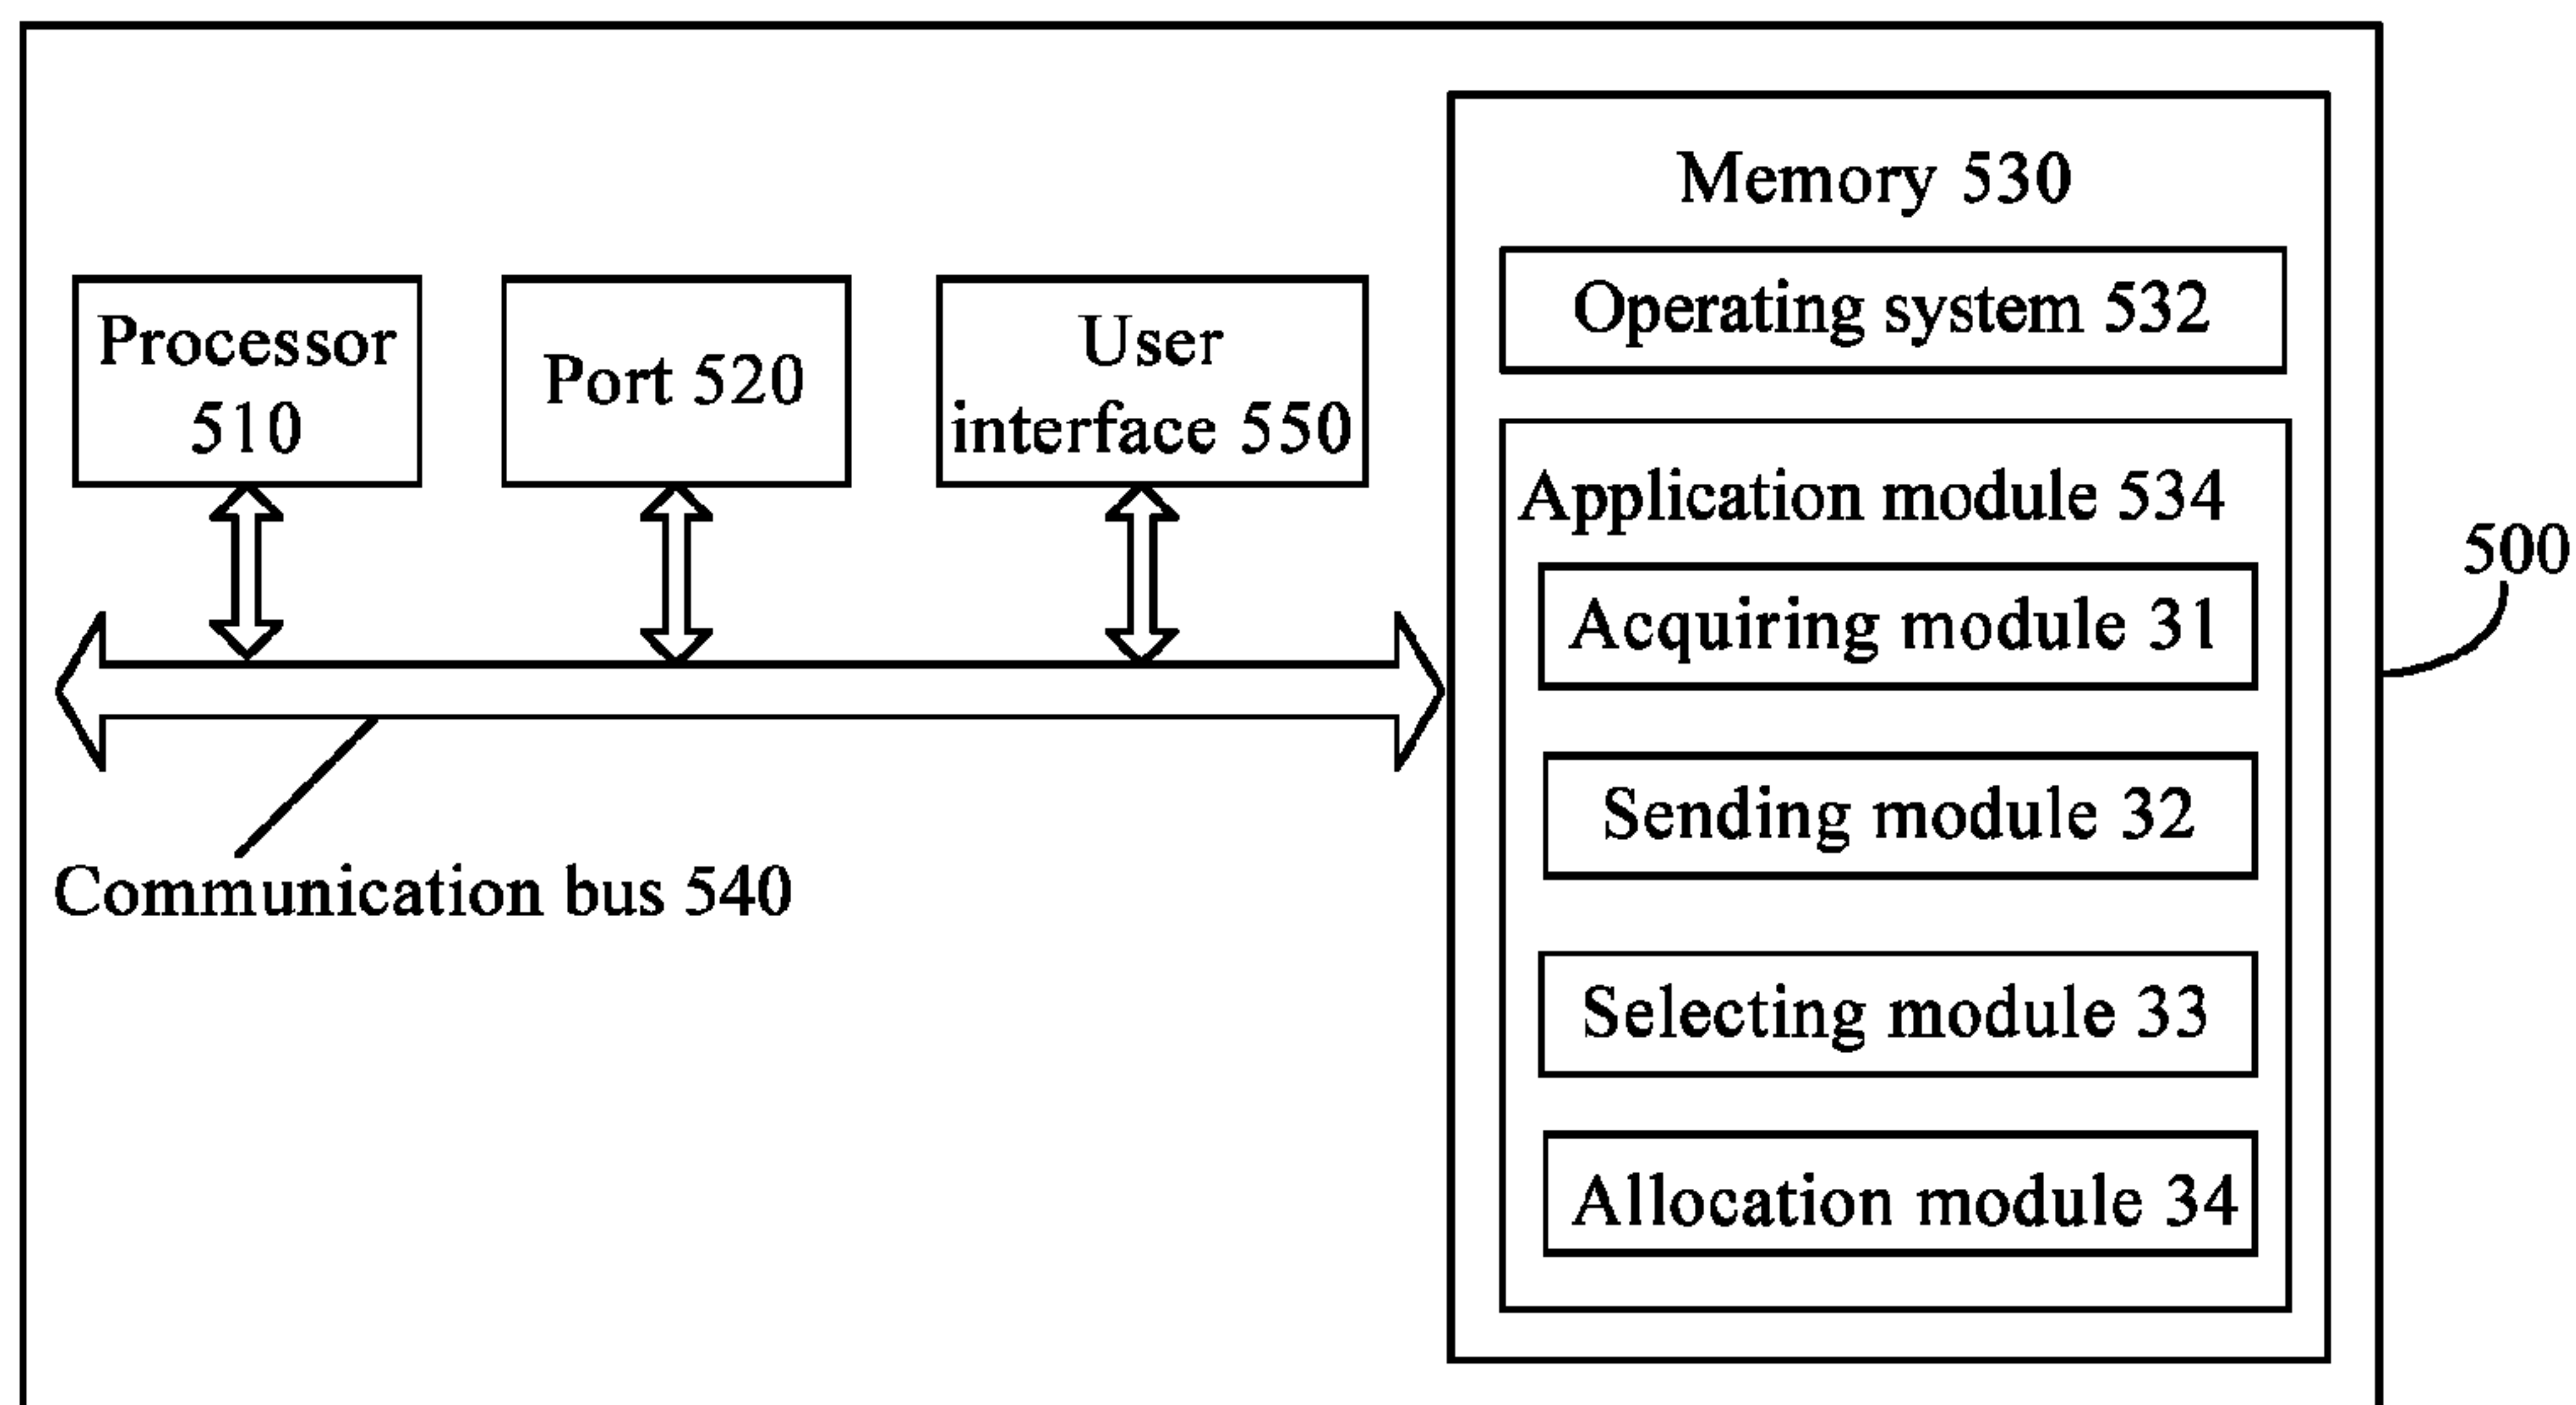 Memory 530
Operating system 532
Processor
510
Port 520
User
interface 550
Application module 534
Acquiring module 31
Sending module 32
Selecting module 33
Allocation module 34
500
Communication bus 540